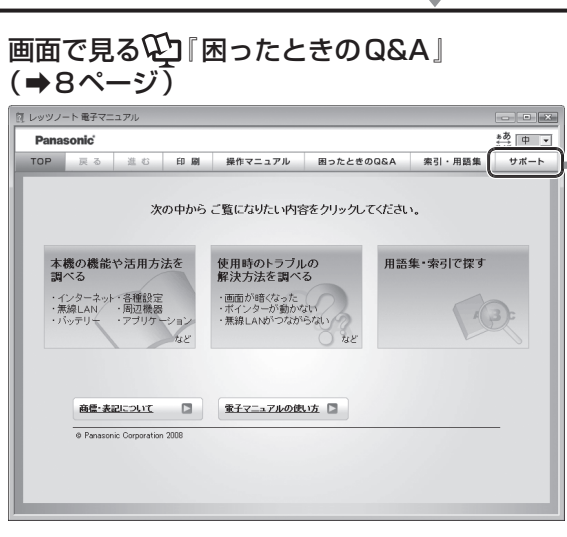 画面で見る『困ったときのQ&A』
(➡8ページ)
レッツノート 電子マニュアル
Panasonic
あぁ 中
TOP 戻る 進む 印刷 操作マニュアル 困ったときのQ&A 索引・用語集 サポート
次の中から ご覧になりたい内容をクリックしてください。
本機の機能や活用方法を
調べる
・インターネット・各種設定
・無線LAN ・周辺機器
・バッテリー ・アプリケーション
など
使用時のトラブルの
解決方法を調べる
・画面が暗くなった
・ポインターが動かない
・無線LANがつながらない
など
用語集・索引で探す
商標・表記について
電子マニュアルの使い方
© Panasonic Corporation 2008